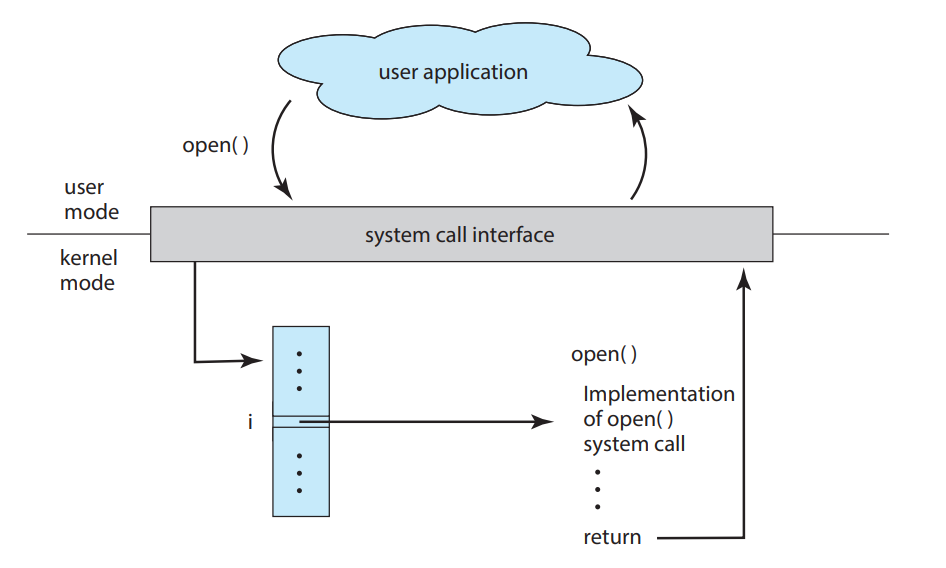 user application
open( )
user
mode
system call interface
kernel
mode
open( )
Implementation
of open( )
system call
i
return